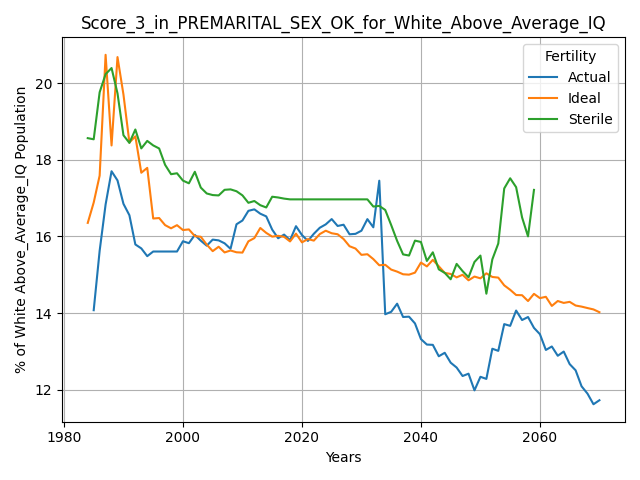 Score_3_in_PREMARITAL_SEX_OK_for_White_Above_Average_IQ
Fertility
Actual
Ideal
Sterile
% of White Above_Average_IQ Population
20
18
16
14
12
1980
2000
2020
2040
2060
Years